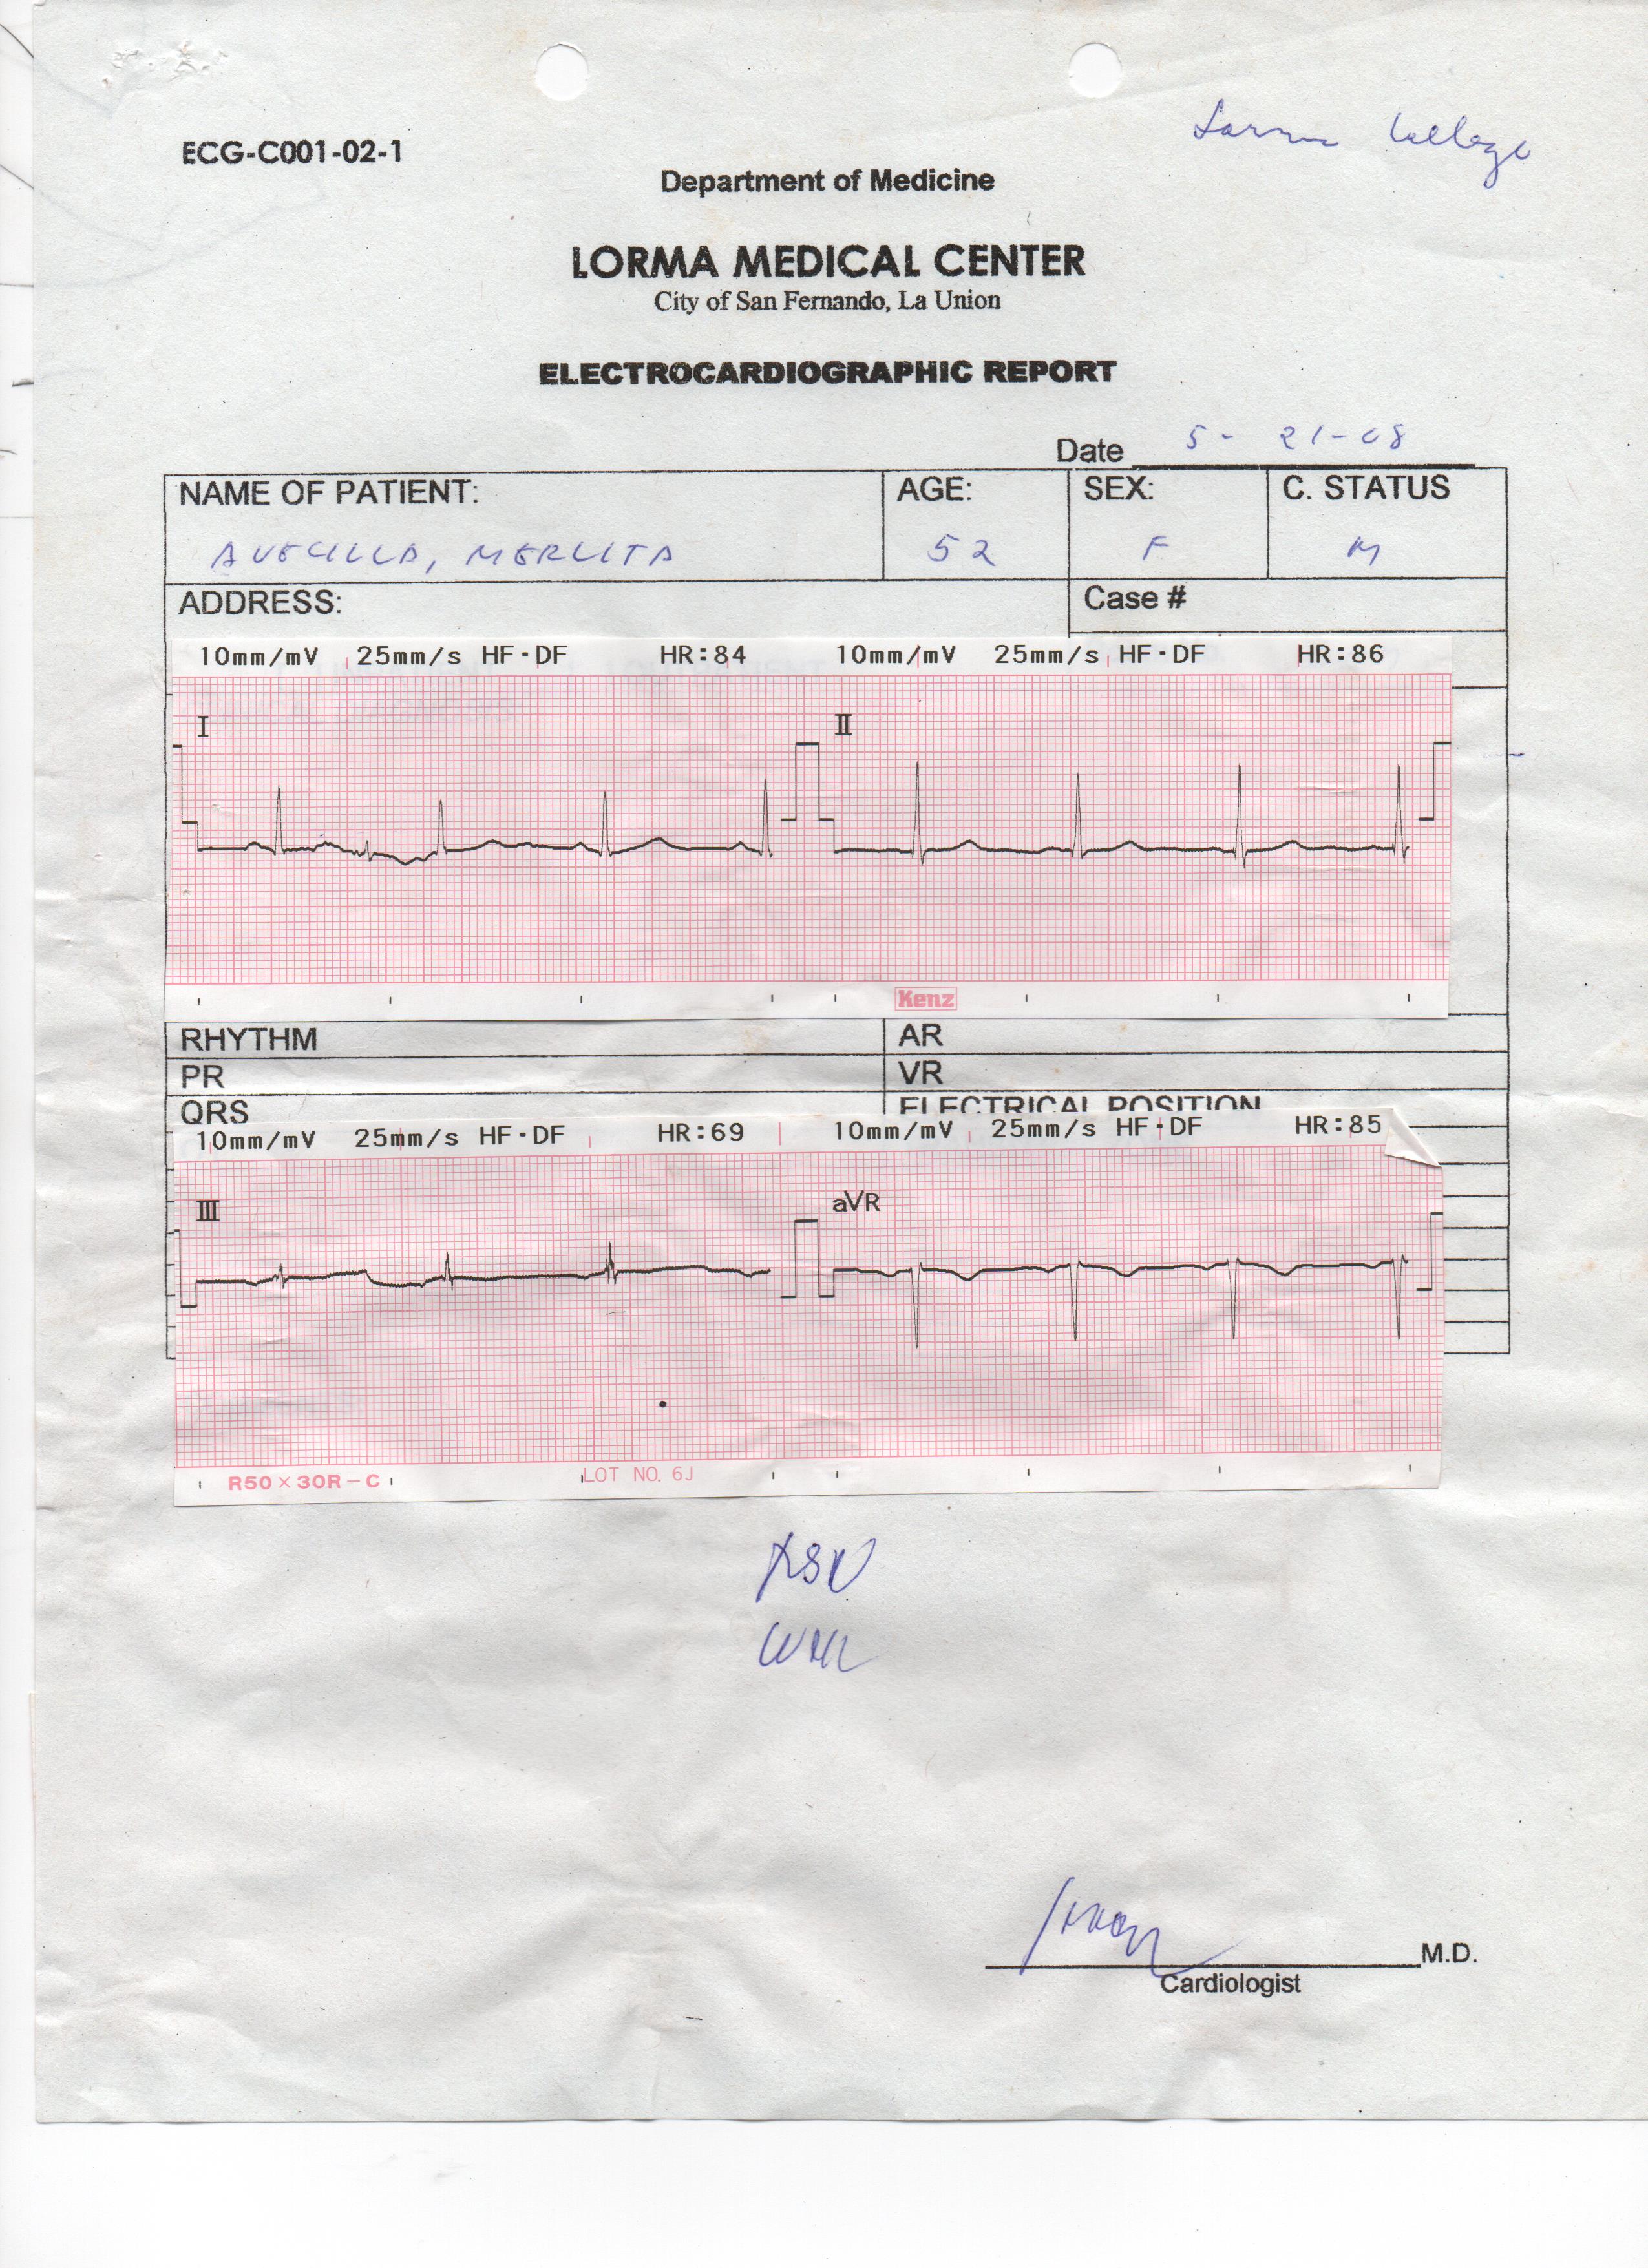 Lorma College
ECG-C001-02-1
Department of Medicine
LORMA MEDICAL CENTER
City of San Fernando, La Union
ELECTROCARDIOGRAPHIC REPORT
Date 5-21-08
NAME OF PATIENT: AGE: SEX: C. STATUS
AVECILLA, MERLITA 52 F M
ADDRESS: Case #
10mm/mV 25mm/s HF·DF HR:84 10mm/mV 25mm/s HF·DF HR:86
I II
Kenz
RHYTHM AR
PR VR
QRS ELECTRICAL POSITION
10mm/mV 25mm/s HF·DF HR:69 10mm/mV 25mm/s HF·DF HR:85
III aVR
R50×30R-C LOT NO. 6J
WNL
M.D.
Cardiologist